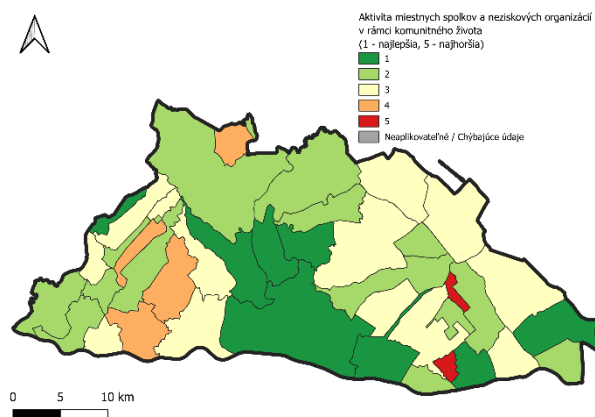 Aktivita miestnych spolkov a neziskových organizácií
v rámci komunitného života
(1 - najlepšia, 5 - najhoršia)
1
2
3
4
5
Neaplikovateľné / Chýbajúce údaje
0 5 10 km